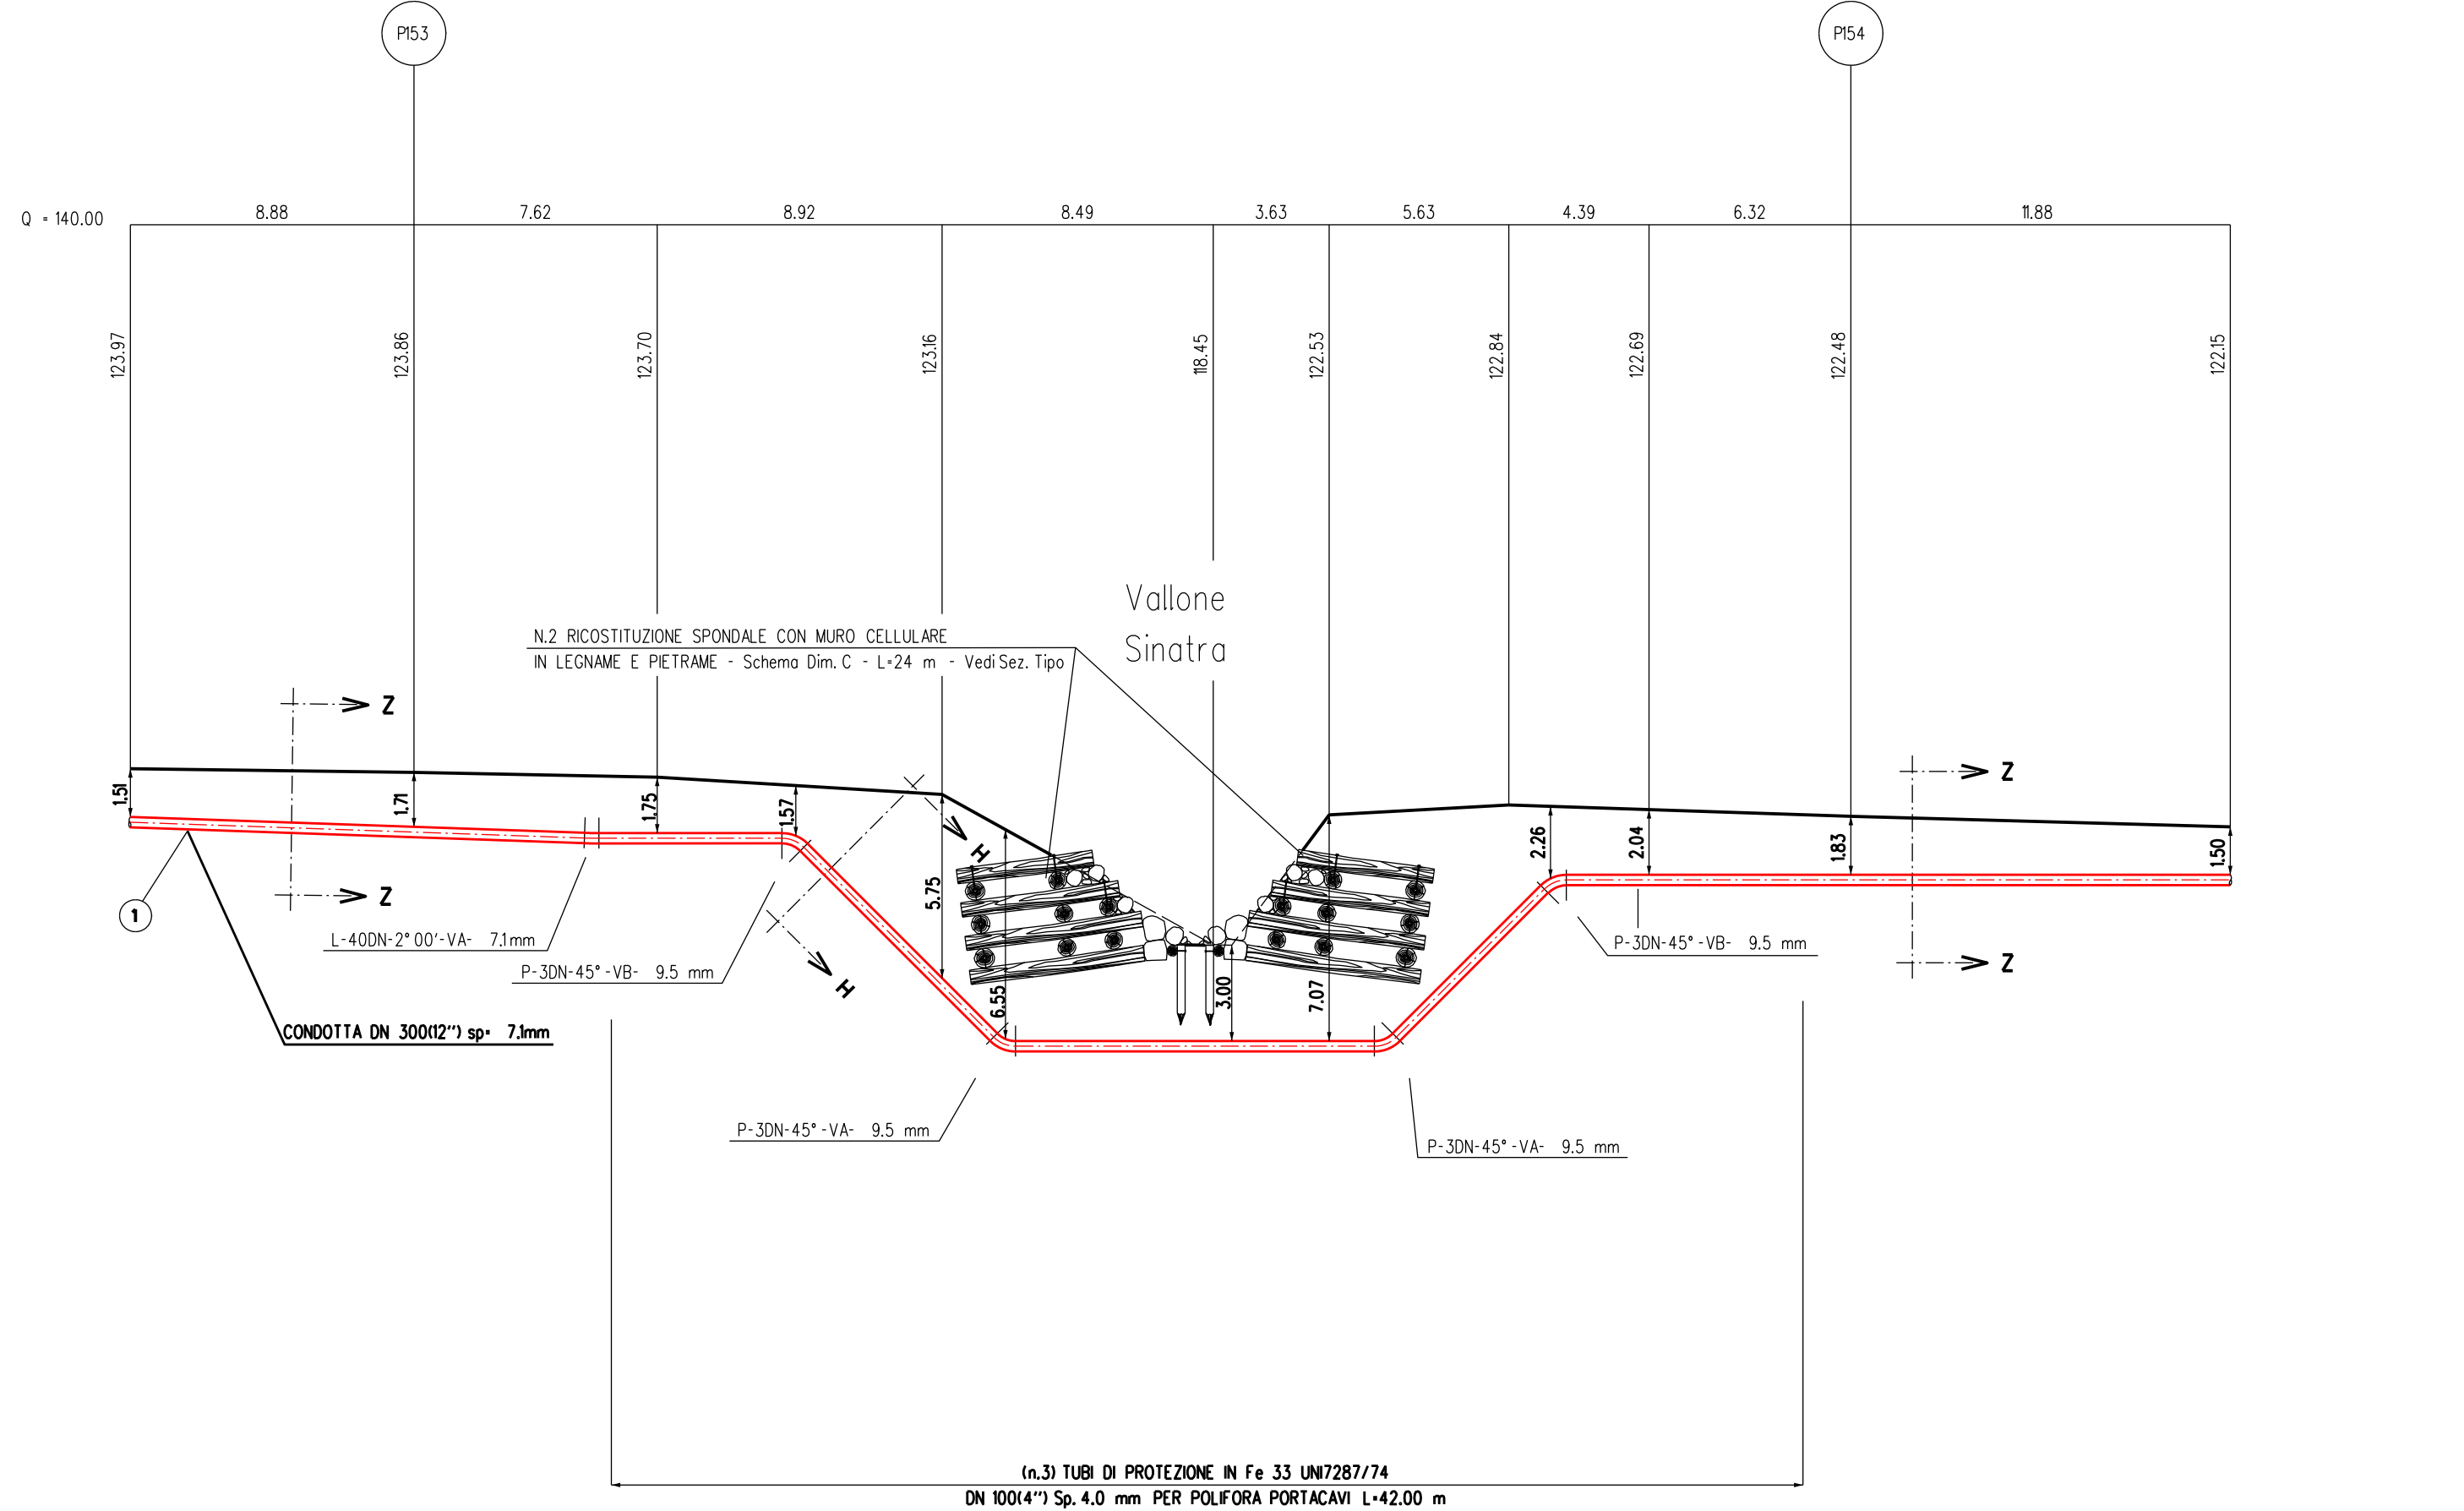 P153
P154
Q = 140.00
8.88
7.62
8.92
8.49
3.63
5.63
4.39
6.32
11.88
123.97
123.86
123.70
123.16
118.45
122.53
122.84
122.69
122.48
122.15
Vallone
Sinatra
N.2 RICOSTITUZIONE SPONDALE CON MURO CELLULARE
IN LEGNAME E PIETRAME - Schema Dim. C - L=24 m - Vedi Sez. Tipo
Z
Z
1.51
1.71
1.75
1.57
5.75
6.55
3.00
7.07
2.26
2.04
1.83
1.50
H
H
Z
Z
1
L-40DN-2°00'-VA- 7.1mm
P-3DN-45°-VB- 9.5 mm
P-3DN-45°-VB- 9.5 mm
CONDOTTA DN 300(12'') sp= 7.1mm
P-3DN-45°-VA- 9.5 mm
P-3DN-45°-VA- 9.5 mm
(n.3) TUBI DI PROTEZIONE IN Fe 33 UNI7287/74
DN 100(4'') Sp. 4.0 mm PER POLIFORA PORTACAVI L=42.00 m